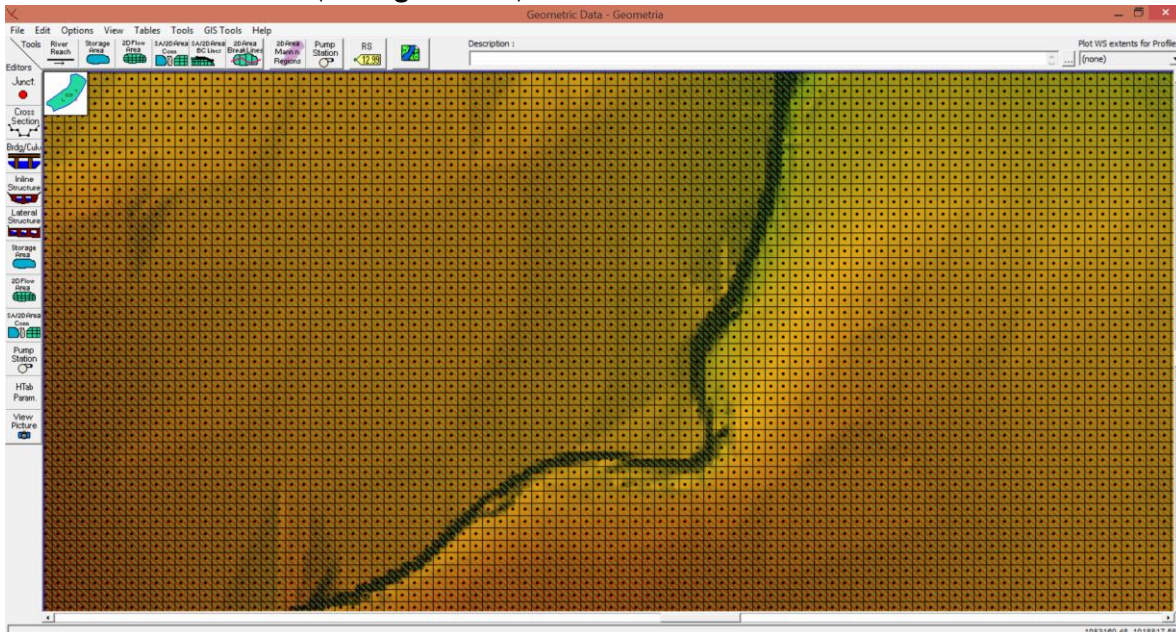 Geometric Data - Geometria
File Edit Options View Tables Tools GIS Tools Help
Tools
River Reach
Storage Area
2D Flow Area
SA/2D Area Conn
SA/2D Area BC Lines
2D Area BreakLines
2D Area Mann n Regions
Pump Station
RS
12.99
Description :
Plot WS extents for Profile
(none)
Editors
Junct.
Cross Section
Brdg/Culv
Inline Structure
Lateral Structure
Storage Area
2D Flow Area
SA/2D Area Conn
Pump Station
HTab Param.
View Picture